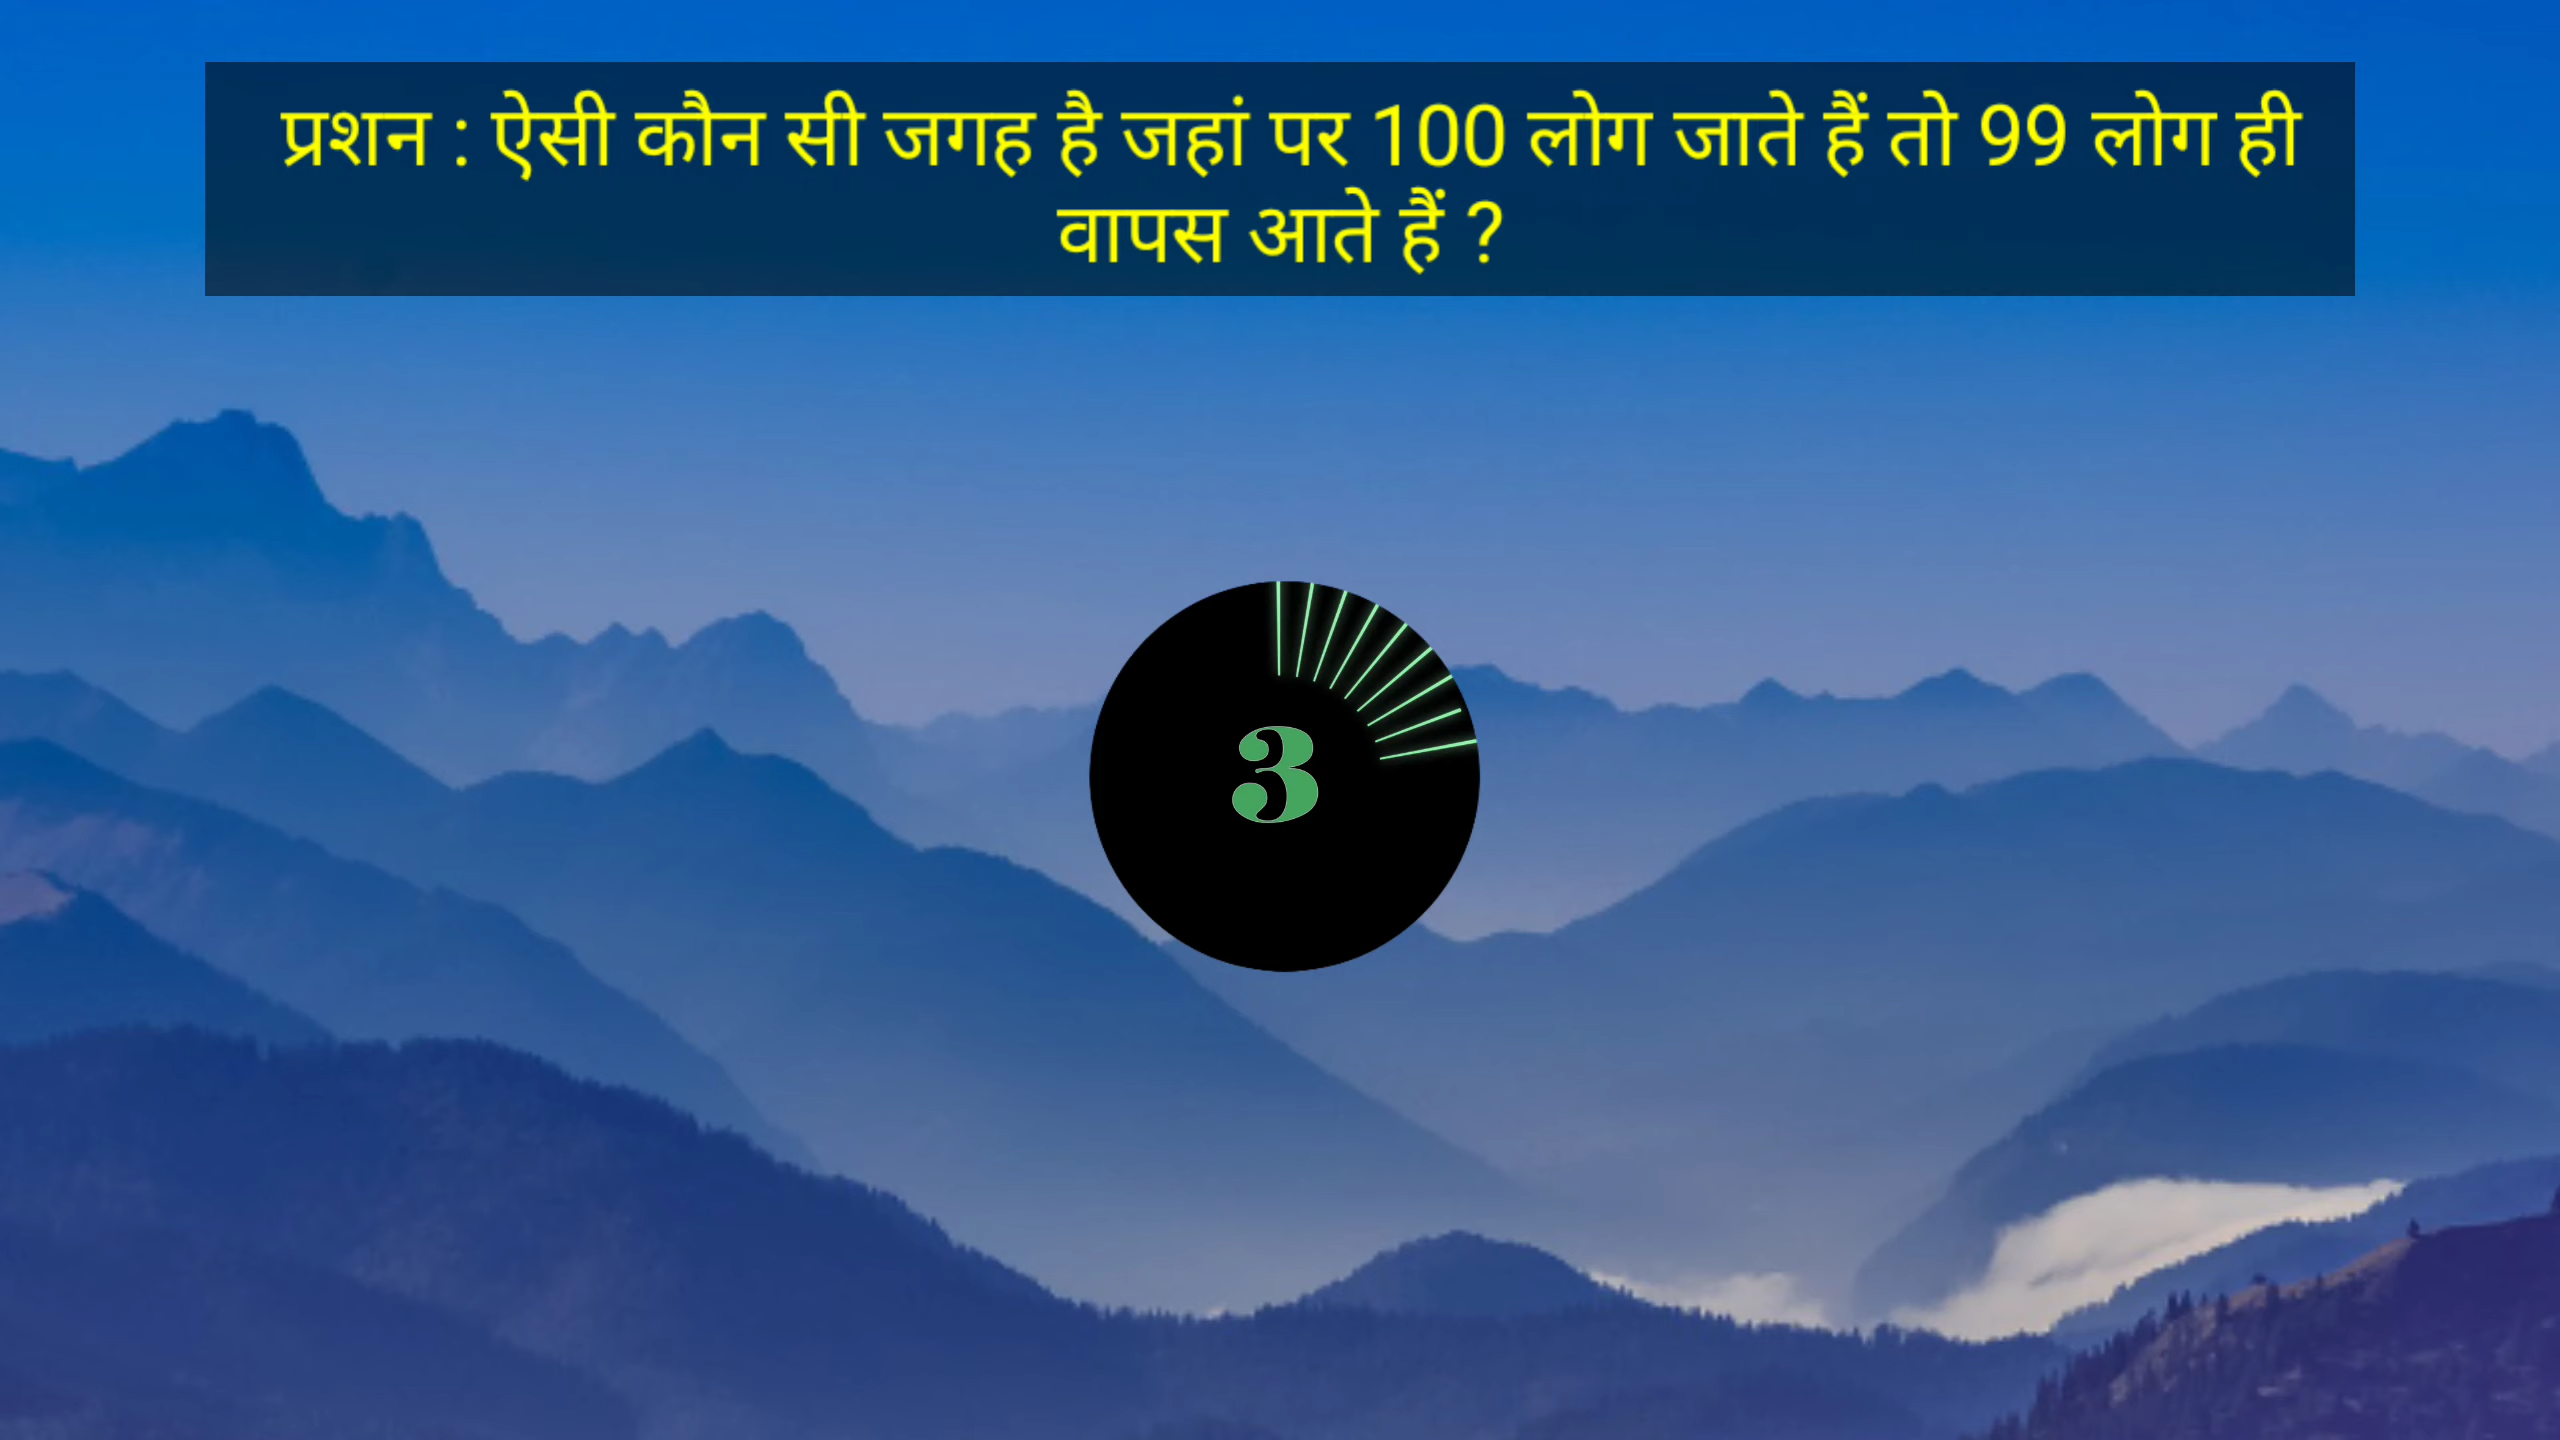 प्रशन : ऐसी कौन सी जगह है जहां पर 100 लोग जाते हैं तो 99 लोग ही
वापस आते हैं ?
3